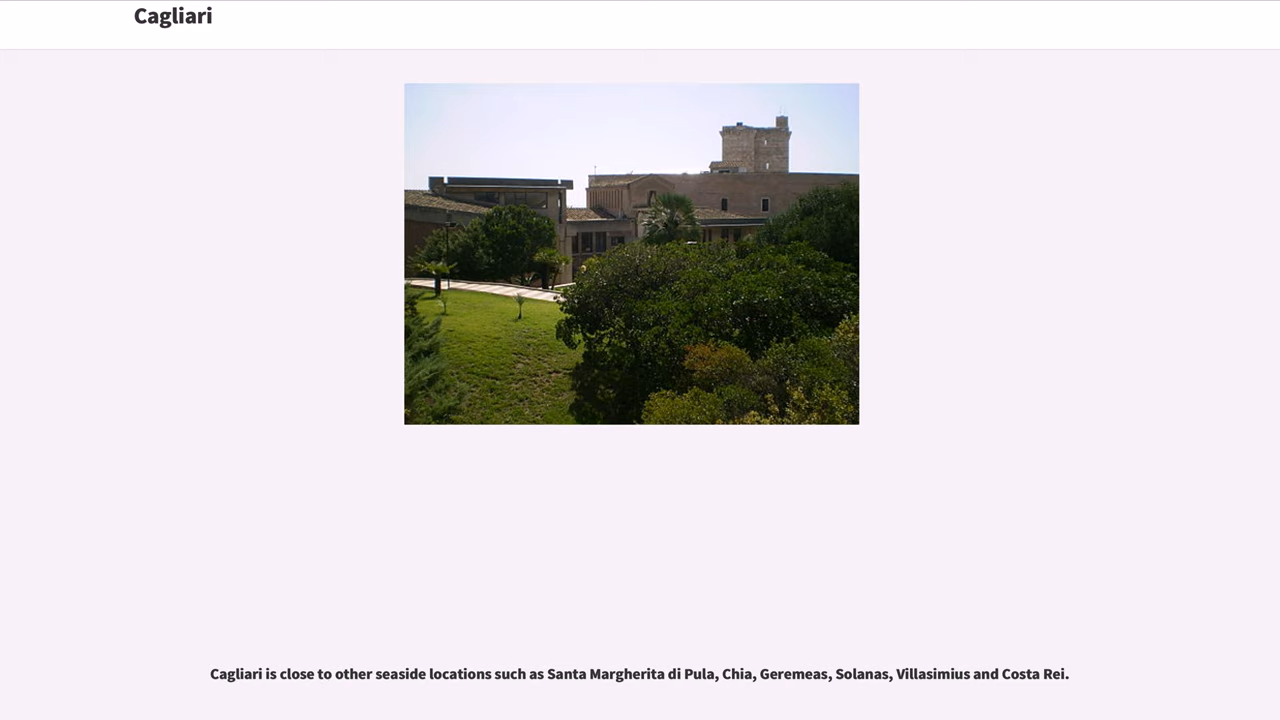 Cagliari
Cagliari is close to other seaside locations such as Santa Margherita di Pula, Chia, Geremeas, Solanas, Villasimius and Costa Rei.